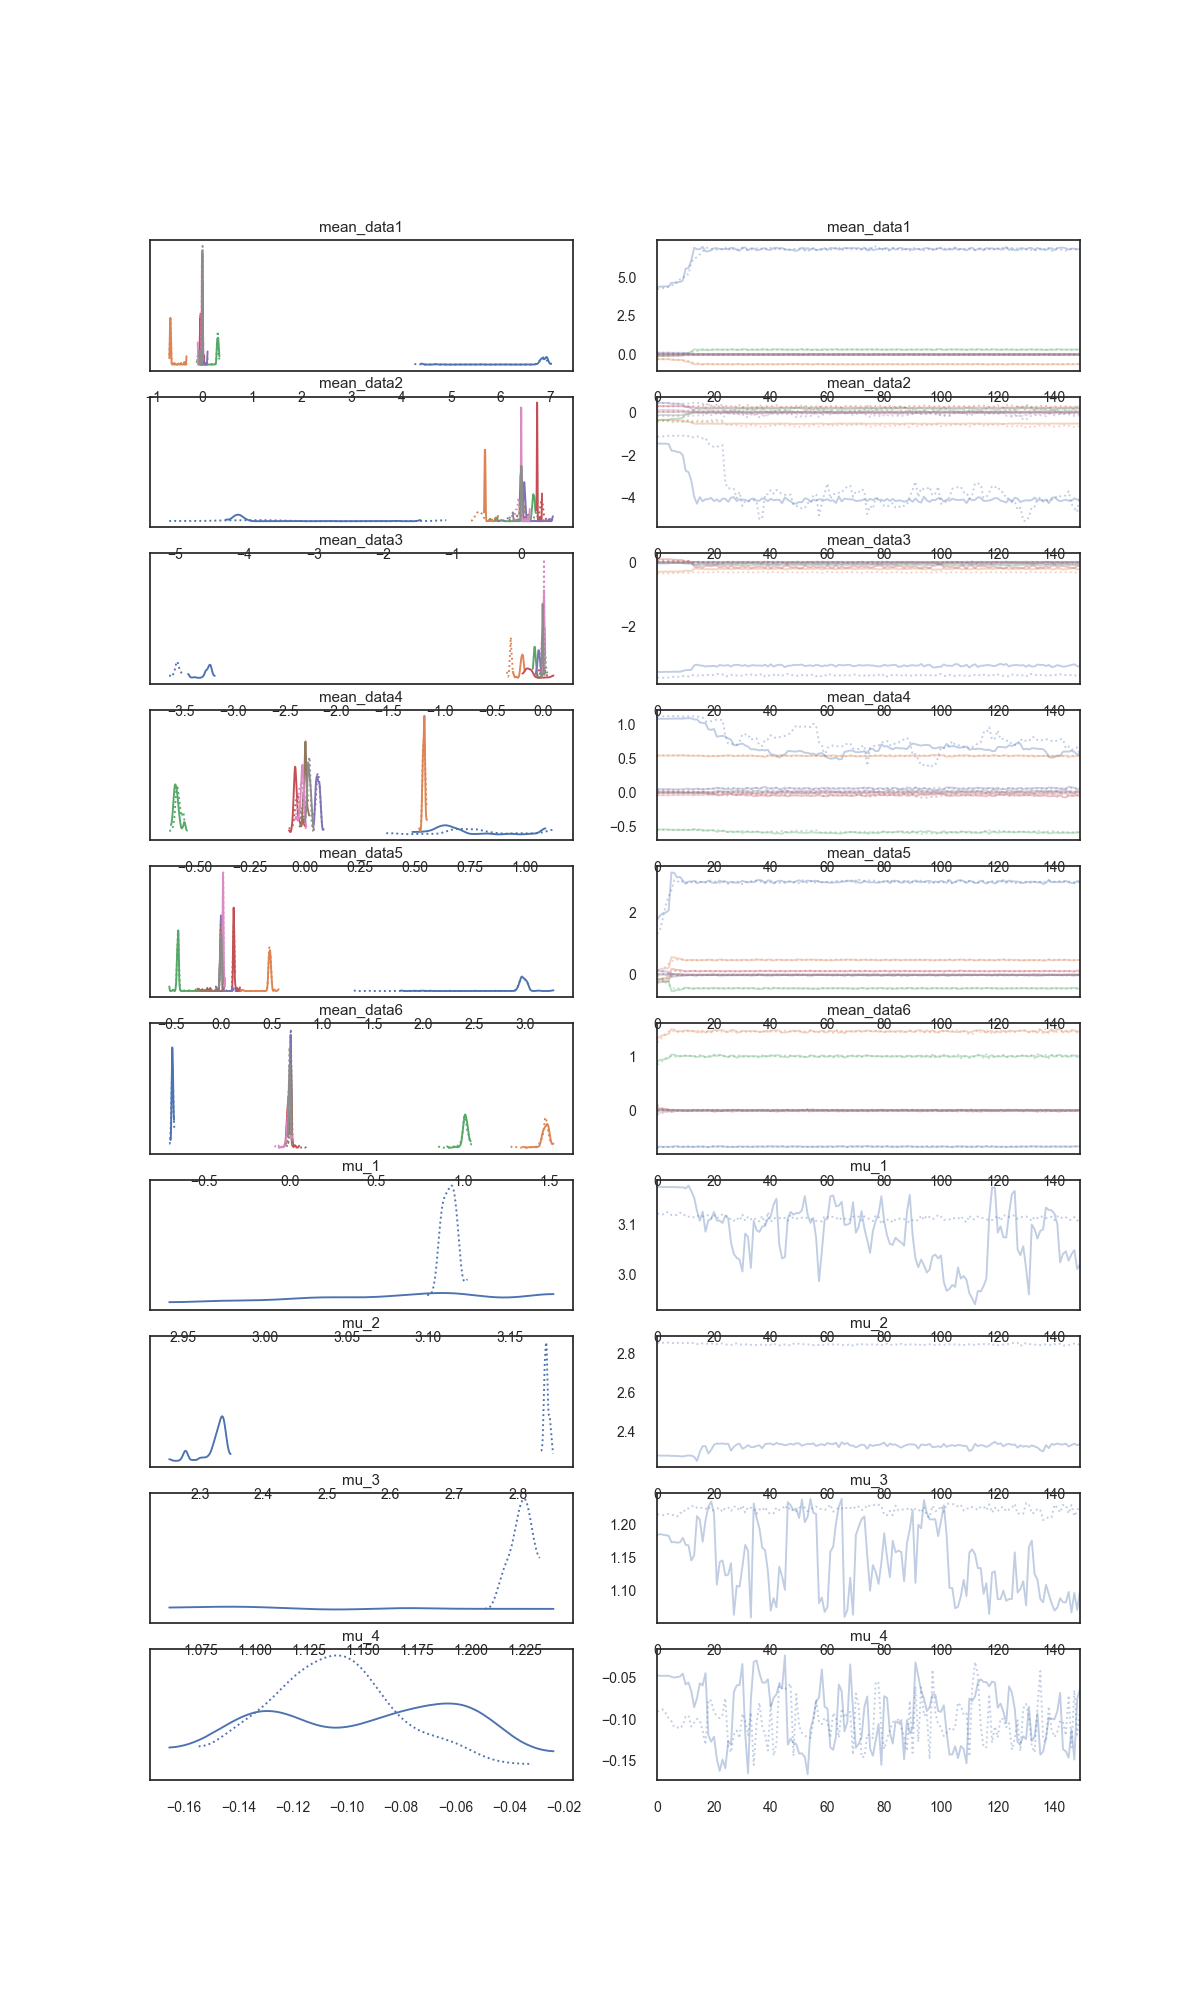 mean_data1 mean_data1
5.0
2.5
0.0
mean_data2 mean_data2
−1 0 1 2 3 4 5 6 7 0 20 40 60 80 100 120 140
0
−2
−4
mean_data3 mean_data3
−5 −4 −3 −2 −1 0 0 20 40 60 80 100 120 140
0
−2
mean_data4 mean_data4
−3.5 −3.0 −2.5 −2.0 −1.5 −1.0 −0.5 0.0 0 20 40 60 80 100 120 140
1.0
0.5
0.0
−0.5
mean_data5 mean_data5
−0.50 −0.25 0.00 0.25 0.50 0.75 1.00 0 20 40 60 80 100 120 140
2
0
mean_data6 mean_data6
−0.5 0.0 0.5 1.0 1.5 2.0 2.5 3.0 0 20 40 60 80 100 120 140
1
0
mu_1 mu_1
−0.5 0.0 0.5 1.0 1.5 0 20 40 60 80 100 120 140
3.1
3.0
mu_2 mu_2
2.95 3.00 3.05 3.10 3.15 0 20 40 60 80 100 120 140
2.8
2.6
2.4
mu_3 mu_3
2.3 2.4 2.5 2.6 2.7 2.8 0 20 40 60 80 100 120 140
1.20
1.15
1.10
mu_4 mu_4
1.075 1.100 1.125 1.150 1.175 1.200 1.225 0 20 40 60 80 100 120 140
−0.05
−0.10
−0.15
−0.16 −0.14 −0.12 −0.10 −0.08 −0.06 −0.04 −0.02 0 20 40 60 80 100 120 140